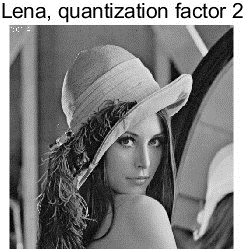 Lena, quantization factor 2